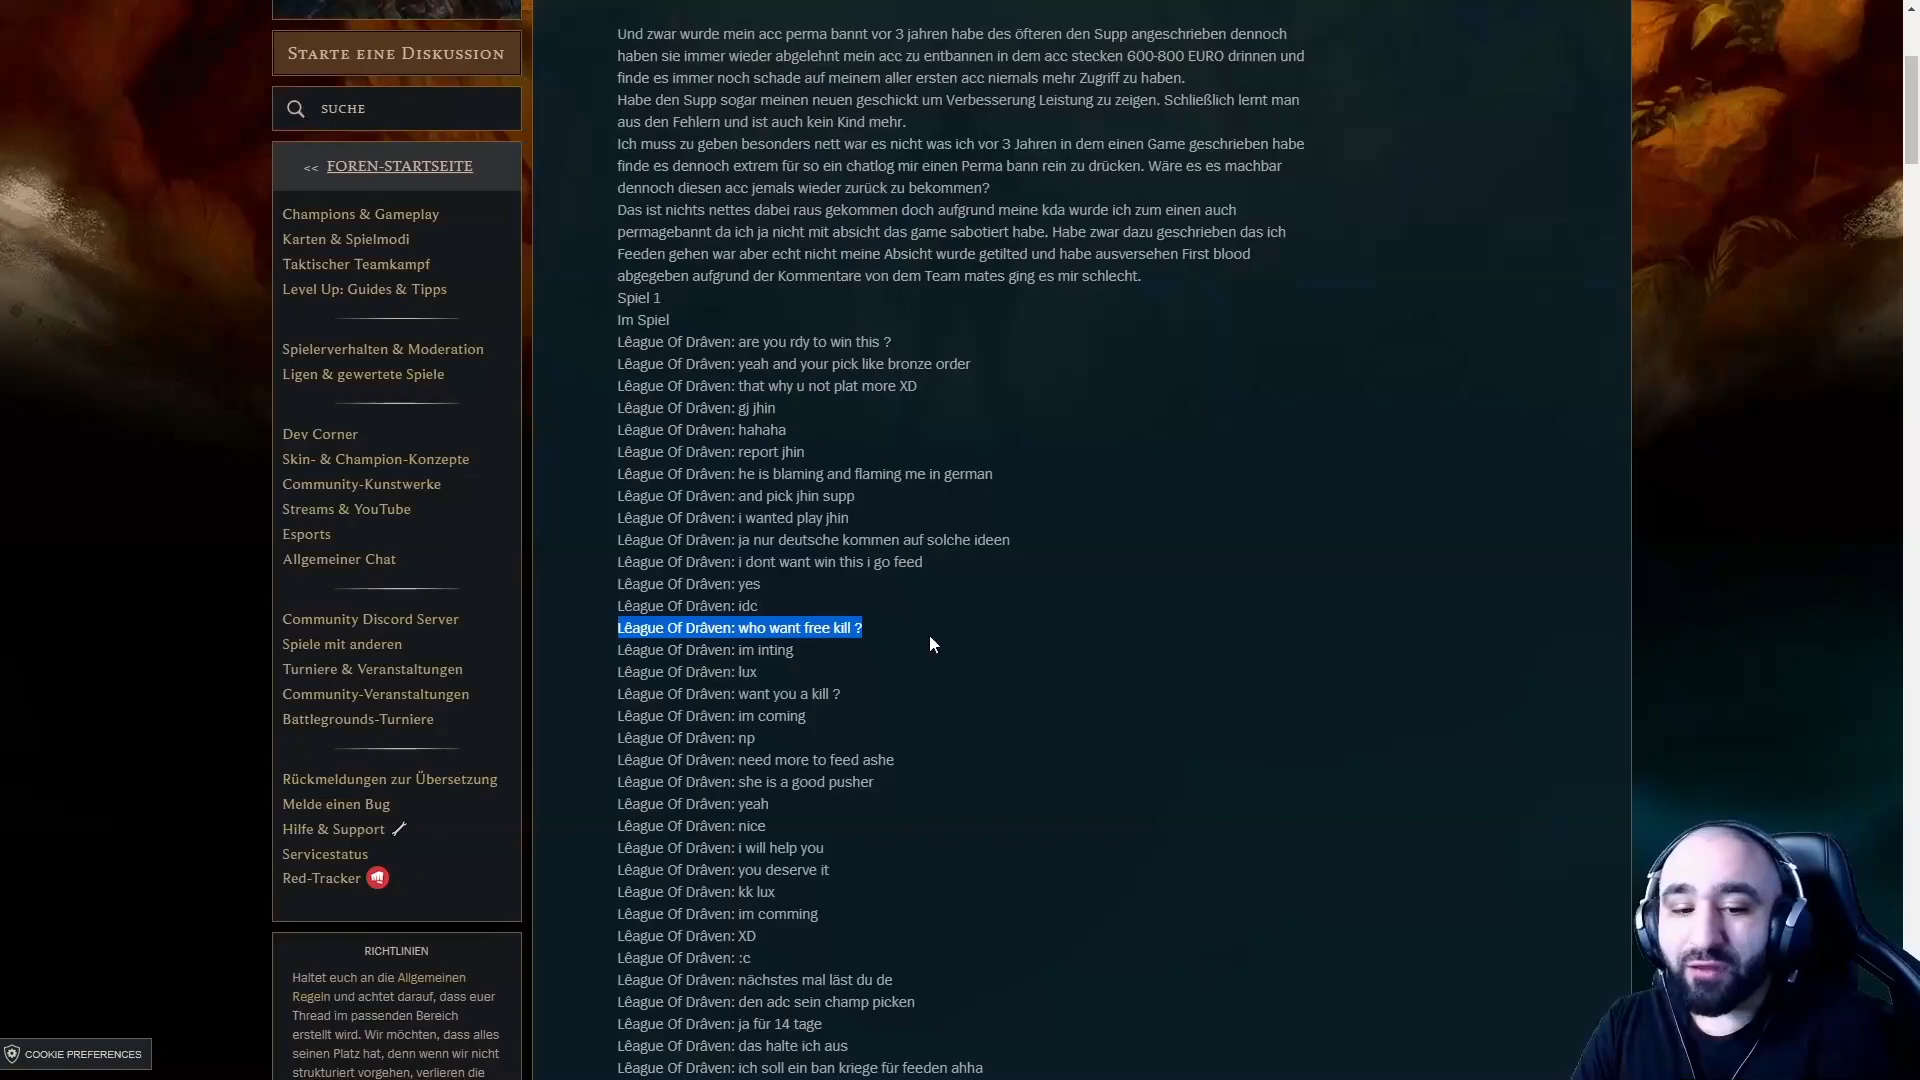 STARTE EINE DISKUSSION
SUCHE
<< FOREN-STARTSEITE
Champions & Gameplay
Karten & Spielmodi
Taktischer Teamkampf
Level Up: Guides & Tipps
Spielerverhalten & Moderation
Ligen & gewertete Spiele
Dev Corner
Skin- & Champion-Konzepte
Community-Kunstwerke
Streams & YouTube
Esports
Allgemeiner Chat
Community Discord Server
Spiele mit anderen
Turniere & Veranstaltungen
Community-Veranstaltungen
Battlegrounds-Turniere
Rückmeldungen zur Übersetzung
Melde einen Bug
Hilfe & Support
Servicestatus
Red-Tracker
RICHTLINIEN
Haltet euch an die Allgemeinen
Regeln und achtet darauf, dass euer
Thread im passenden Bereich
erstellt wird. Wir möchten, dass alles
seinen Platz hat, denn wenn wir nicht
strukturiert vorgehen, verlieren die
COOKIE PREFERENCES
Und zwar wurde mein acc perma bannt vor 3 jahren habe des öfteren den Supp angeschrieben dennoch
haben sie immer wieder abgelehnt mein acc zu entbannen in dem acc stecken 600-800 EURO drinnen und
finde es immer noch schade auf meinem aller ersten acc niemals mehr Zugriff zu haben.
Habe den Supp sogar meinen neuen geschickt um Verbesserung Leistung zu zeigen. Schließlich lernt man
aus den Fehlern und ist auch kein Kind mehr.
Ich muss zu geben besonders nett war es nicht was ich vor 3 Jahren in dem einen Game geschrieben habe
finde es dennoch extrem für so ein chatlog mir einen Perma bann rein zu drücken. Wäre es es machbar
dennoch diesen acc jemals wieder zurück zu bekommen?
Das ist nichts nettes dabei raus gekommen doch aufgrund meine kda wurde ich zum einen auch
permagebannt da ich ja nicht mit absicht das game sabotiert habe. Habe zwar dazu geschrieben das ich
Feeden gehen war aber echt nicht meine Absicht wurde getilted und habe ausversehen First blood
abgegeben aufgrund der Kommentare von dem Team mates ging es mir schlecht.
Spiel 1
Im Spiel
Lêague Of Drâven: are you rdy to win this ?
Lêague Of Drâven: yeah and your pick like bronze order
Lêague Of Drâven: that why u not plat more XD
Lêague Of Drâven: gj jhin
Lêague Of Drâven: hahaha
Lêague Of Drâven: report jhin
Lêague Of Drâven: he is blaming and flaming me in german
Lêague Of Drâven: and pick jhin supp
Lêague Of Drâven: i wanted play jhin
Lêague Of Drâven: ja nur deutsche kommen auf solche ideen
Lêague Of Drâven: i dont want win this i go feed
Lêague Of Drâven: yes
Lêague Of Drâven: idc
Lêague Of Drâven: who want free kill ?
Lêague Of Drâven: im inting
Lêague Of Drâven: lux
Lêague Of Drâven: want you a kill ?
Lêague Of Drâven: im coming
Lêague Of Drâven: np
Lêague Of Drâven: need more to feed ashe
Lêague Of Drâven: she is a good pusher
Lêague Of Drâven: yeah
Lêague Of Drâven: nice
Lêague Of Drâven: i will help you
Lêague Of Drâven: you deserve it
Lêague Of Drâven: kk lux
Lêague Of Drâven: im comming
Lêague Of Drâven: XD
Lêague Of Drâven: :c
Lêague Of Drâven: nächstes mal läst du de
Lêague Of Drâven: den adc sein champ picken
Lêague Of Drâven: ja für 14 tage
Lêague Of Drâven: das halte ich aus
Lêague Of Drâven: ich soll ein ban kriege für feeden ahha